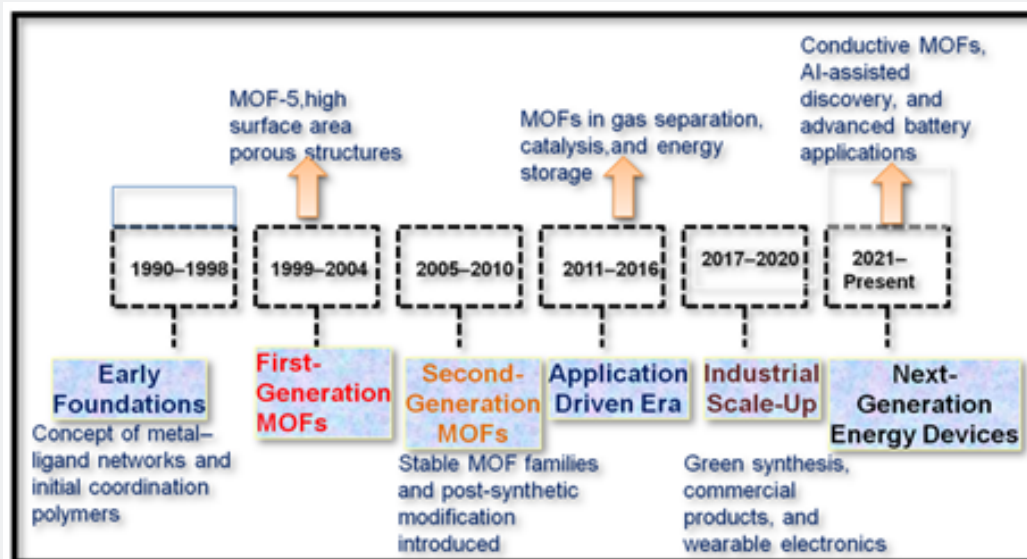 MOF-5,high
surface area
porous structures
MOFs in gas separation,
catalysis,and energy
storage
Conductive MOFs,
AI-assisted
discovery, and
advanced battery
applications
1990–1998
1999–2004
2005–2010
2011–2016
2017–2020
2021–
Present
Early
Foundations
First-
Generation
MOFs
Second-
Generation
MOFs
Application
Driven Era
Industrial
Scale-Up
Next-
Generation
Energy Devices
Concept of metal–
ligand networks and
initial coordination
polymers
Stable MOF families
and post-synthetic
modification
introduced
Green synthesis,
commercial
products, and
wearable electronics